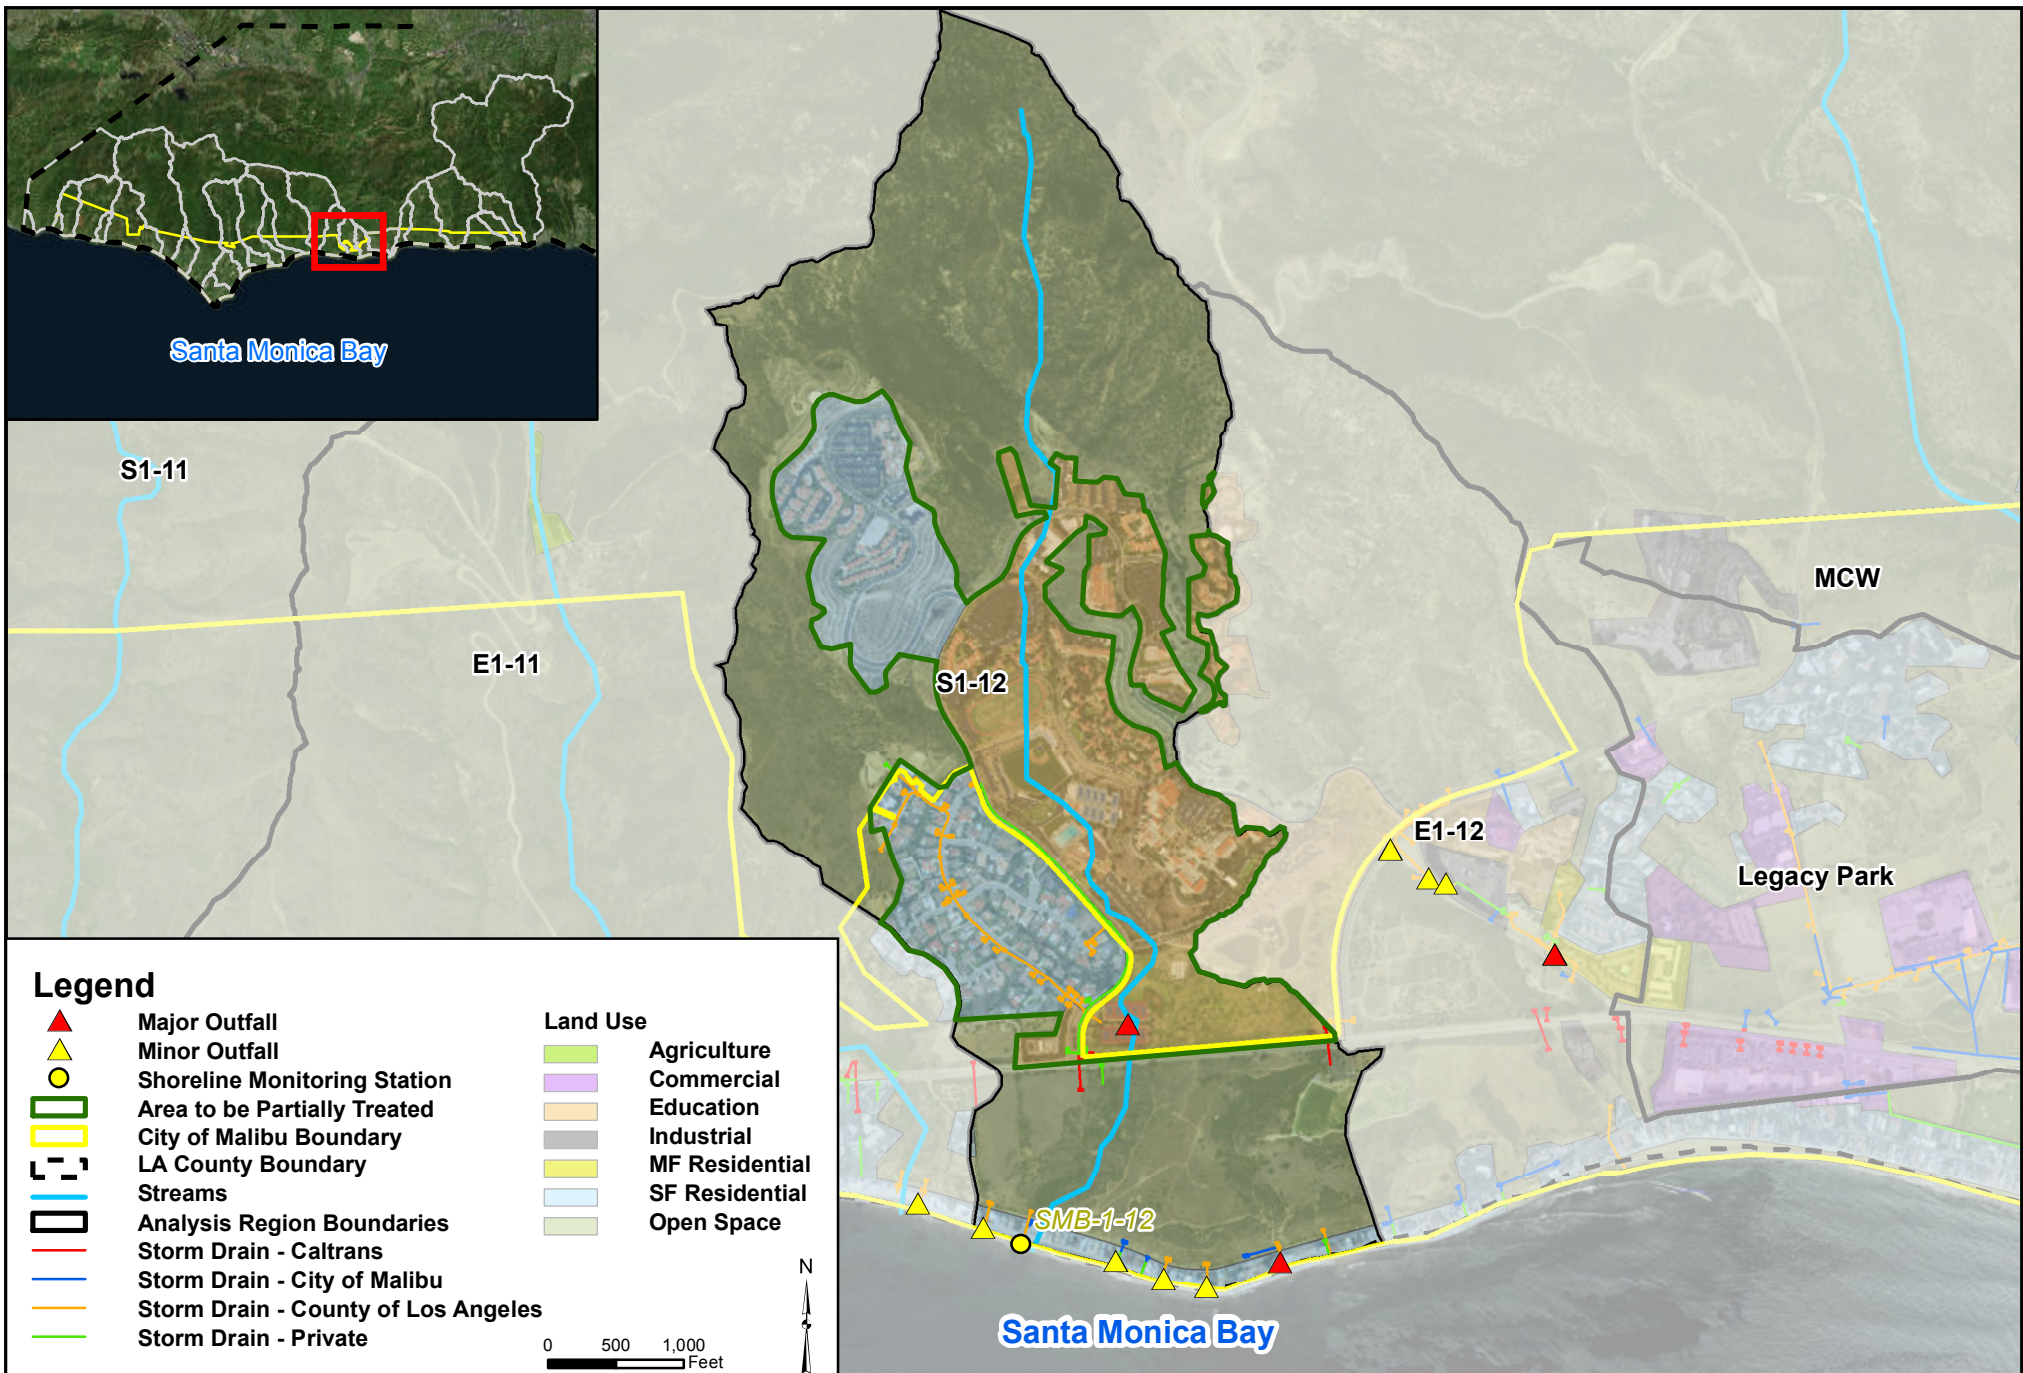 Santa Monica Bay
S1-11
E1-11
S1-12
MCW
E1-12
Legacy Park
SMB-1-12
Santa Monica Bay
Legend
Major Outfall
Minor Outfall
Shoreline Monitoring Station
Area to be Partially Treated
City of Malibu Boundary
LA County Boundary
Streams
Analysis Region Boundaries
Storm Drain - Caltrans
Storm Drain - City of Malibu
Storm Drain - County of Los Angeles
Storm Drain - Private
Land Use
Agriculture
Commercial
Education
Industrial
MF Residential
SF Residential
Open Space
0 500 1,000
Feet
N